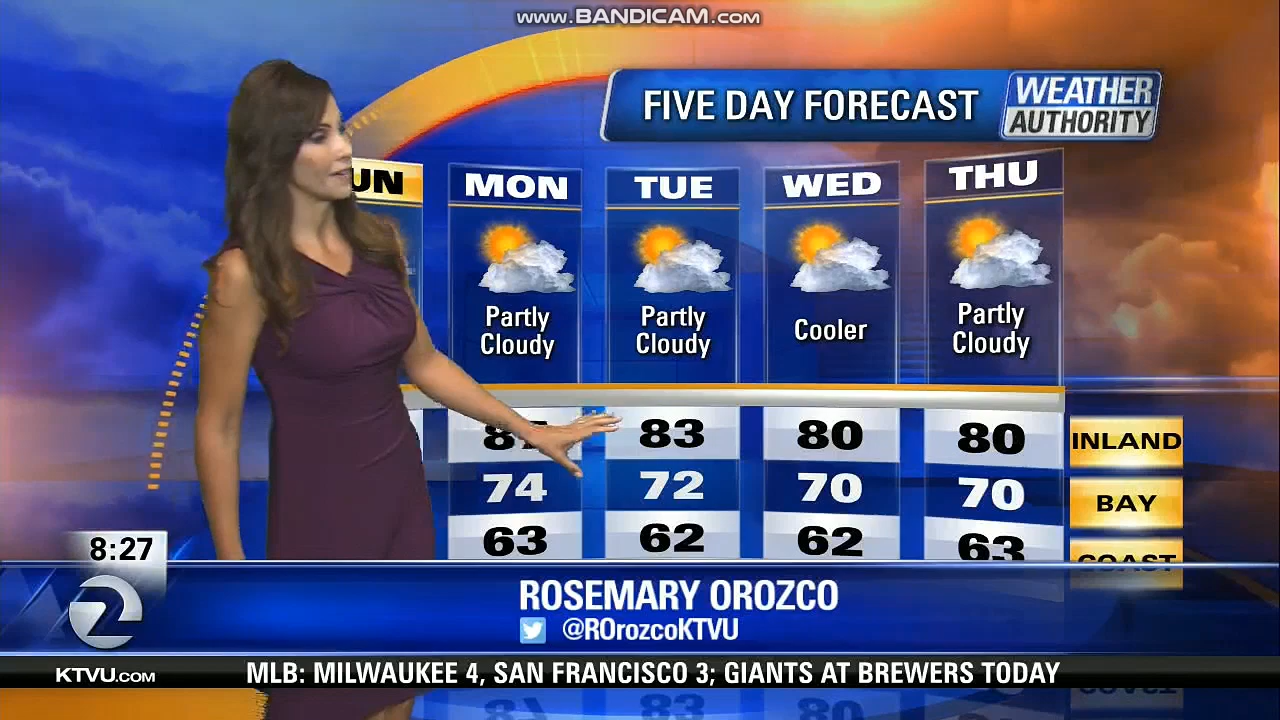 www.BANDICAM.com
FIVE DAY FORECAST
WEATHER
AUTHORITY
UN MON TUE WED THU
Partly
Cloudy
Partly
Cloudy
Cooler
Partly
Cloudy
83 80 80 INLAND
74 72 70 70 BAY
63 62 62 63 COAST
8:27
2
ROSEMARY OROZCO
@ROrozcoKTVU
KTVU.COM
MLB: MILWAUKEE 4, SAN FRANCISCO 3; GIANTS AT BREWERS TODAY